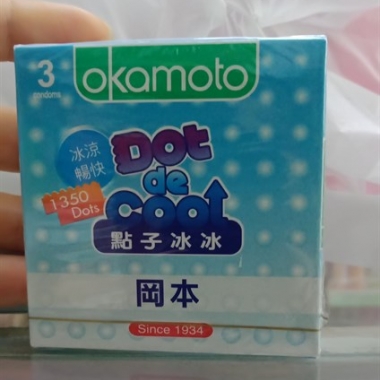 3
condoms
okamoto
冰涼
暢快
Dot
de
cool
1350
Dots
點子冰冰
岡本
Since 1934